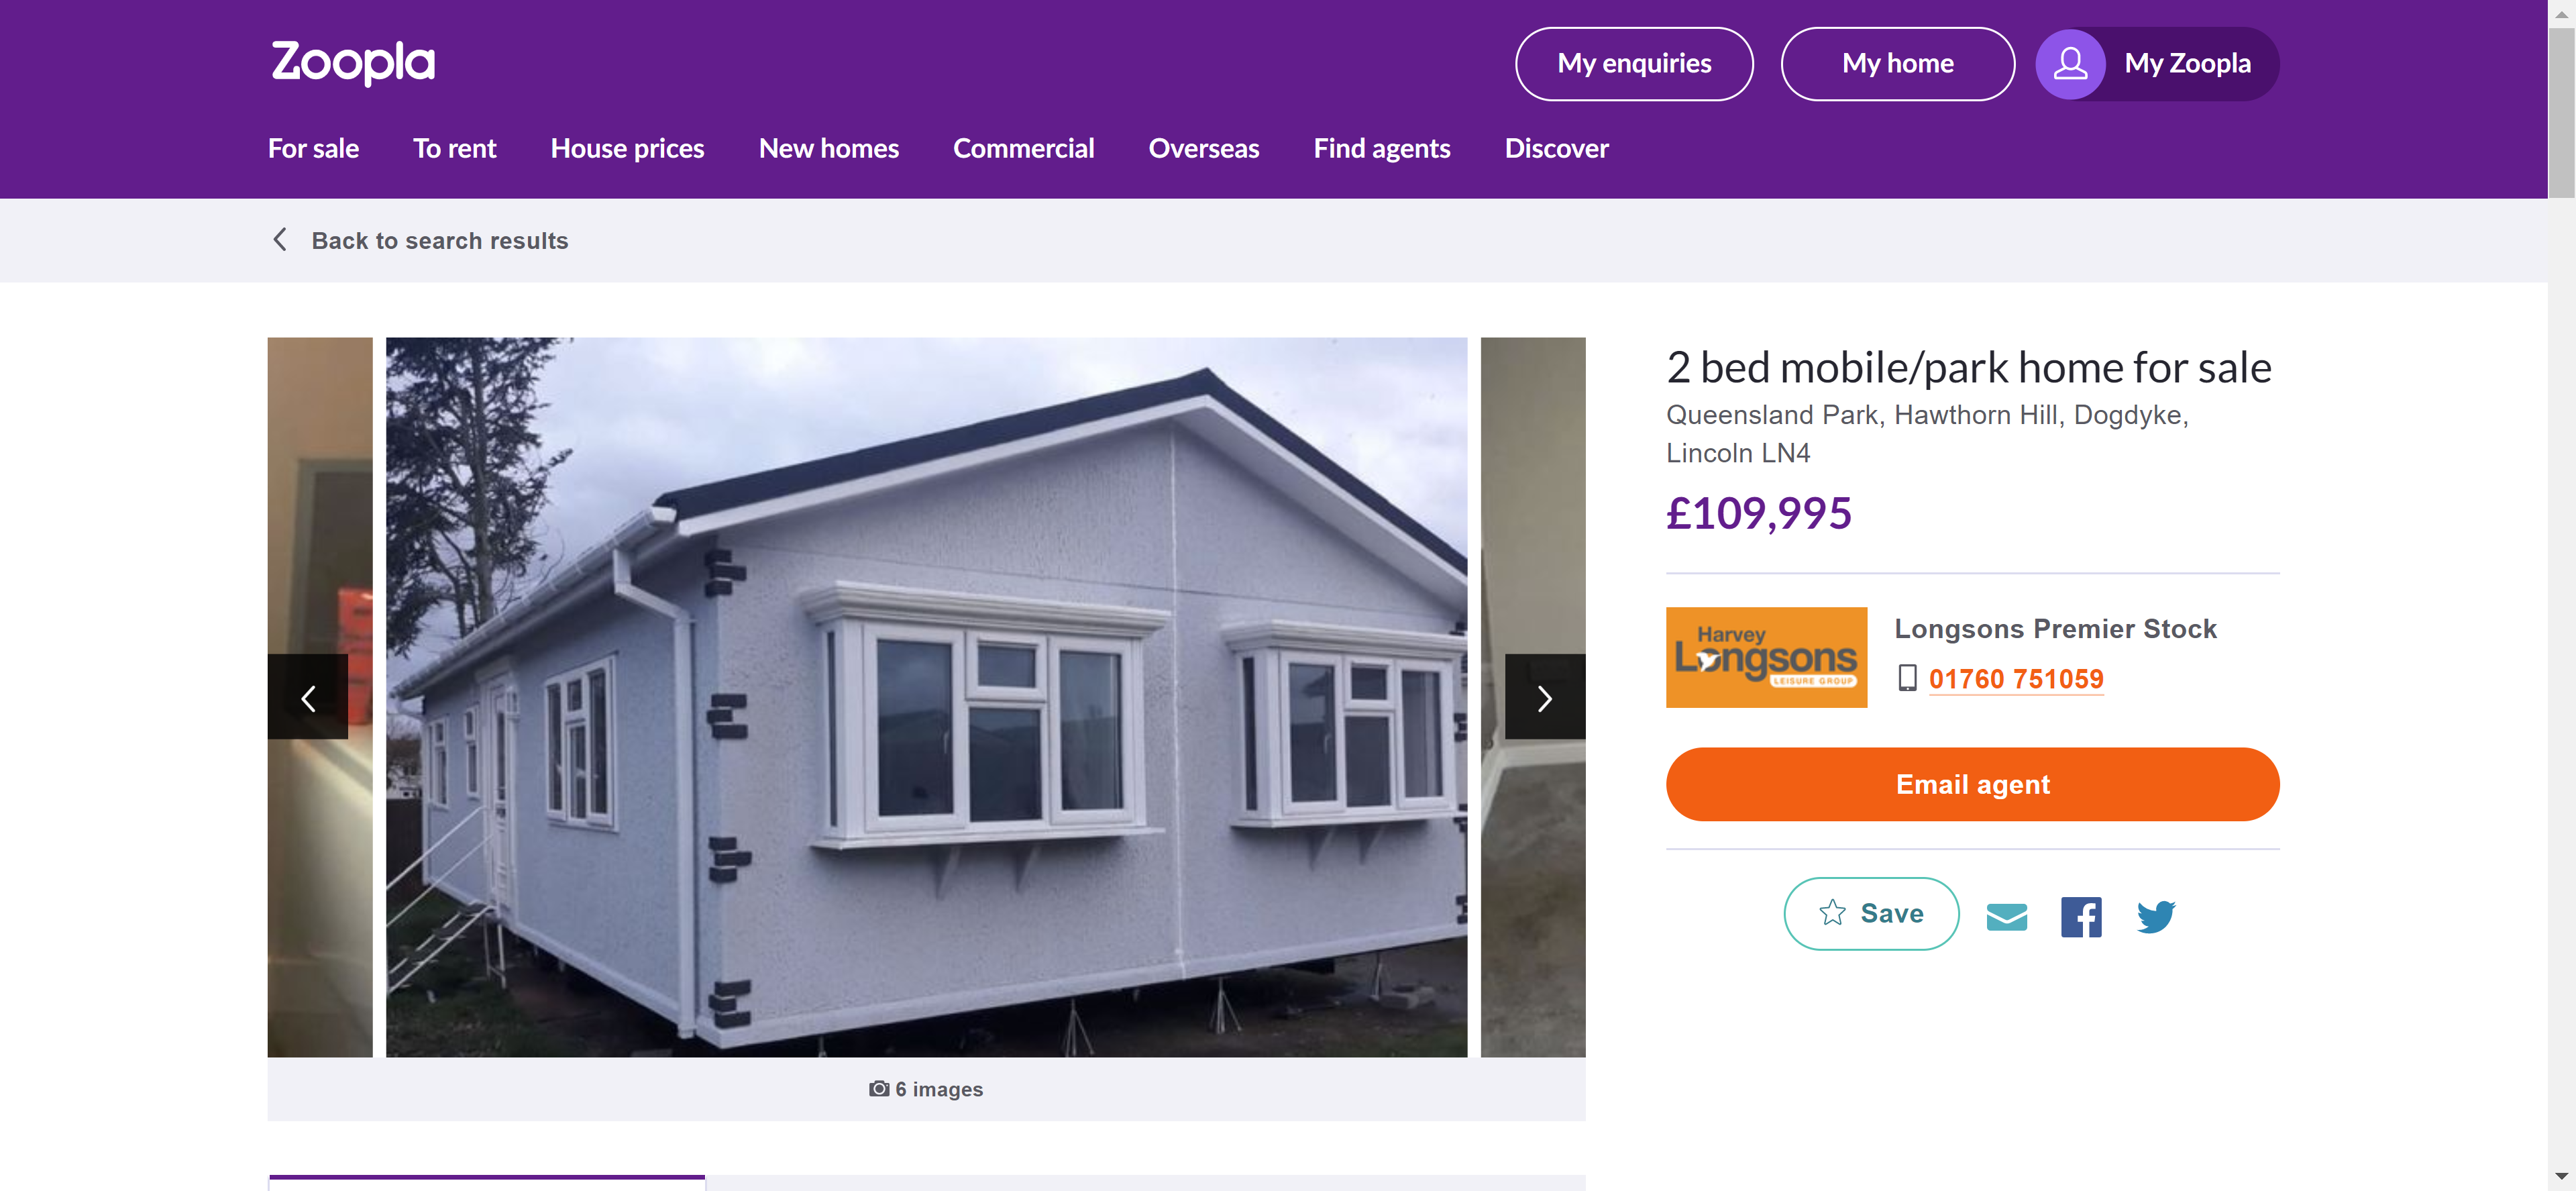 Zoopla
My enquiries
My home
My Zoopla
For sale
To rent
House prices
New homes
Commercial
Overseas
Find agents
Discover
Back to search results
2 bed mobile/park home for sale
Queensland Park, Hawthorn Hill, Dogdyke,
Lincoln LN4
£109,995
Harvey
Longsons
LEISURE GROUP
Longsons Premier Stock
01760 751059
Email agent
Save
6 images